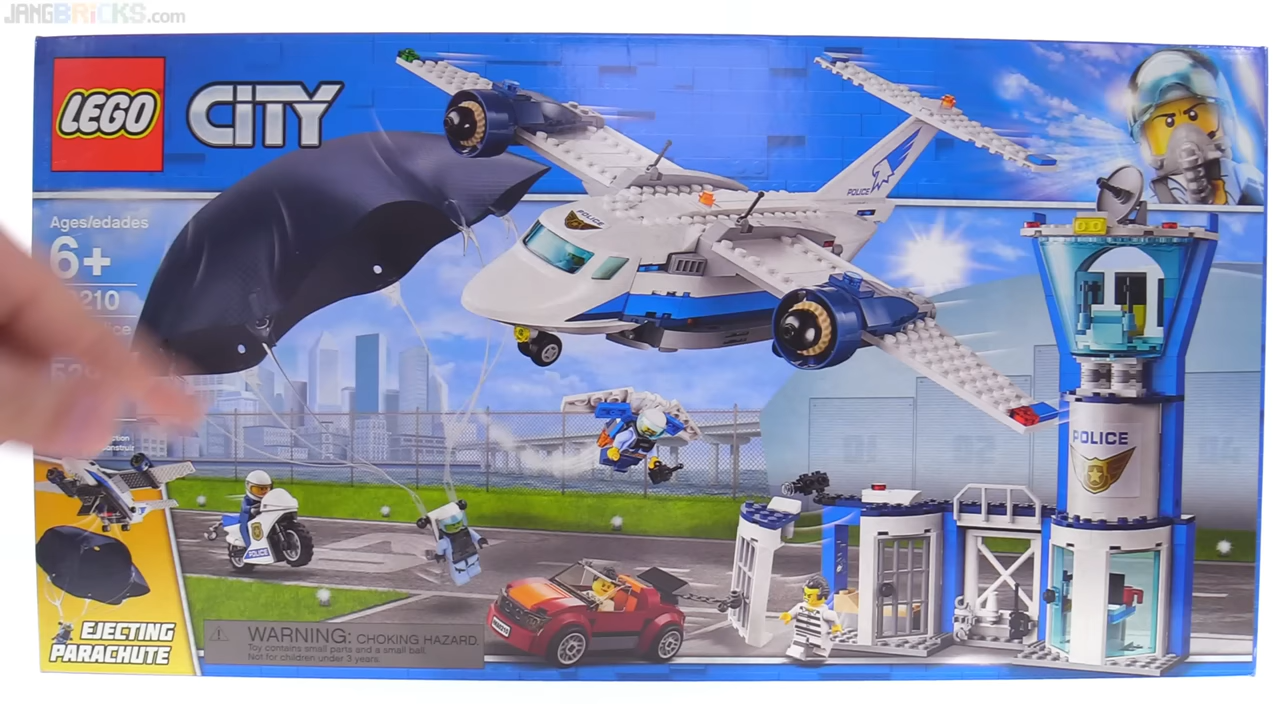 JANGBRiCKS.com
LEGO CiTY
Ages/edades
6+
POLICE
POLICE
POLICE
POLICE
EJECTING
PARACHUTE
WARNING: CHOKING HAZARD.
Toy contains small parts and a small ball.
Not for children under 3 years.